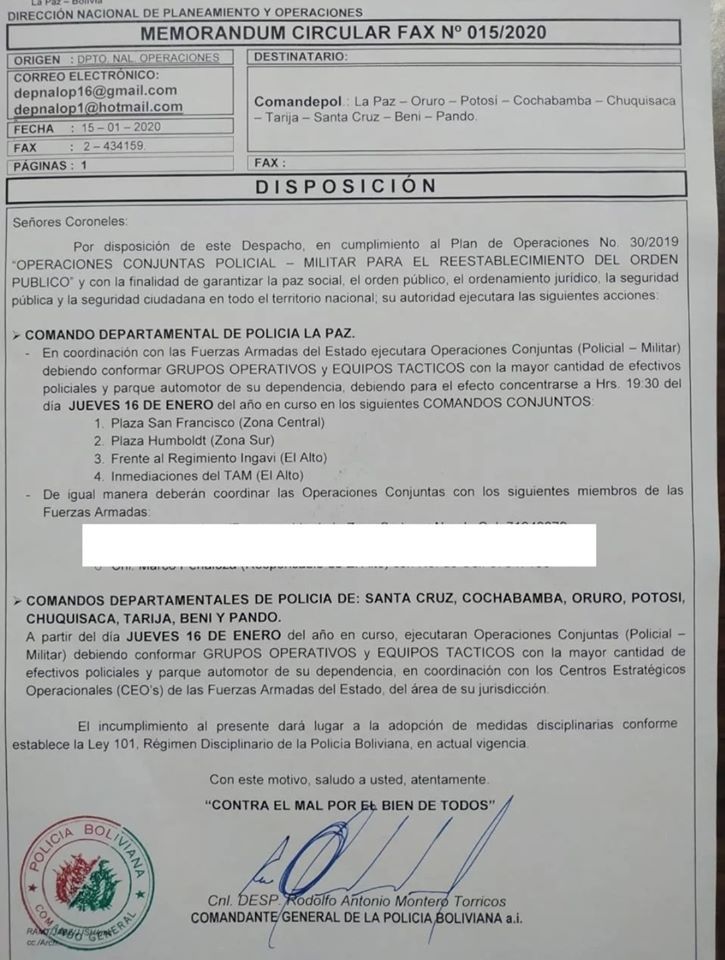 La Paz – Bolivia
DIRECCIÓN NACIONAL DE PLANEAMIENTO Y OPERACIONES
MEMORANDUM CIRCULAR FAX Nº 015/2020
ORIGEN : DPTO. NAL. OPERACIONES
CORREO ELECTRÓNICO:
depnalop16@gmail.com
depnalop1@hotmail.com
FECHA : 15 – 01 – 2020
FAX : 2 – 434159.
PÁGINAS : 1
DESTINATARIO:
Comandepol.: La Paz – Oruro – Potosí – Cochabamba – Chuquisaca
– Tarija – Santa Cruz – Beni – Pando.
FAX :
DISPOSICIÓN
Señores Coroneles:
Por disposición de este Despacho, en cumplimiento al Plan de Operaciones No. 30/2019
“OPERACIONES CONJUNTAS POLICIAL – MILITAR PARA EL REESTABLECIMIENTO DEL ORDEN
PUBLICO” y con la finalidad de garantizar la paz social, el orden público, el ordenamiento jurídico, la seguridad
pública y la seguridad ciudadana en todo el territorio nacional; su autoridad ejecutara las siguientes acciones:
➢ COMANDO DEPARTAMENTAL DE POLICIA LA PAZ.
- En coordinación con las Fuerzas Armadas del Estado ejecutara Operaciones Conjuntas (Policial – Militar)
debiendo conformar GRUPOS OPERATIVOS y EQUIPOS TACTICOS con la mayor cantidad de efectivos
policiales y parque automotor de su dependencia, debiendo para el efecto concentrarse a Hrs. 19:30 del
día JUEVES 16 DE ENERO del año en curso en los siguientes COMANDOS CONJUNTOS:
1. Plaza San Francisco (Zona Central)
2. Plaza Humboldt (Zona Sur)
3. Frente al Regimiento Ingavi (El Alto)
4. Inmediaciones del TAM (El Alto)
- De igual manera deberán coordinar las Operaciones Conjuntas con los siguientes miembros de las
Fuerzas Armadas:
➢ COMANDOS DEPARTAMENTALES DE POLICIA DE: SANTA CRUZ, COCHABAMBA, ORURO, POTOSI,
CHUQUISACA, TARIJA, BENI Y PANDO.
A partir del día JUEVES 16 DE ENERO del año en curso, ejecutaran Operaciones Conjuntas (Policial –
Militar) debiendo conformar GRUPOS OPERATIVOS y EQUIPOS TACTICOS con la mayor cantidad de
efectivos policiales y parque automotor de su dependencia, en coordinación con los Centros Estratégicos
Operacionales (CEO’s) de las Fuerzas Armadas del Estado, del área de su jurisdicción.
El incumplimiento al presente dará lugar a la adopción de medidas disciplinarias conforme
establece la Ley 101, Régimen Disciplinario de la Policía Boliviana, en actual vigencia.
Con este motivo, saludo a usted, atentamente.
“CONTRA EL MAL POR EL BIEN DE TODOS”
POLICIA BOLIVIANA
COMANDO GENERAL
Cnl. DESP. Rodolfo Antonio Montero Torricos
COMANDANTE GENERAL DE LA POLICIA BOLIVIANA a.i.
cc./Arch.